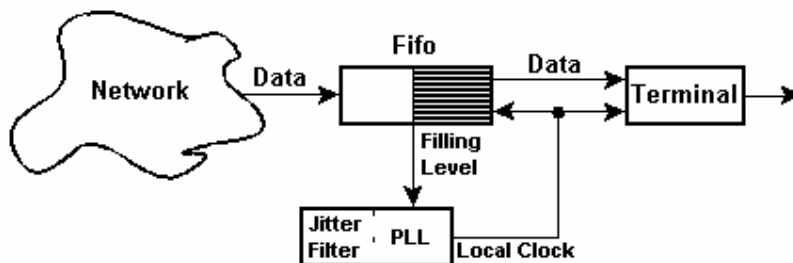 Fifo
Data
Data
Network
Terminal
Filling
Level
Jitter
Filter
PLL
Local Clock